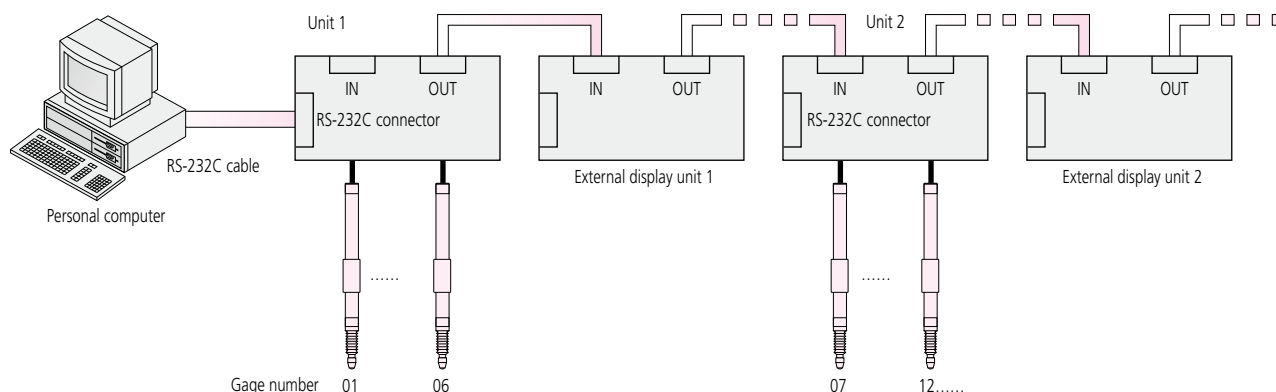 Unit 1
Unit 2
IN
OUT
IN
OUT
IN
OUT
IN
OUT
RS-232C connector
RS-232C connector
RS-232C cable
External display unit 1
External display unit 2
Personal computer
......
......
Gage number 01 06 07 12......